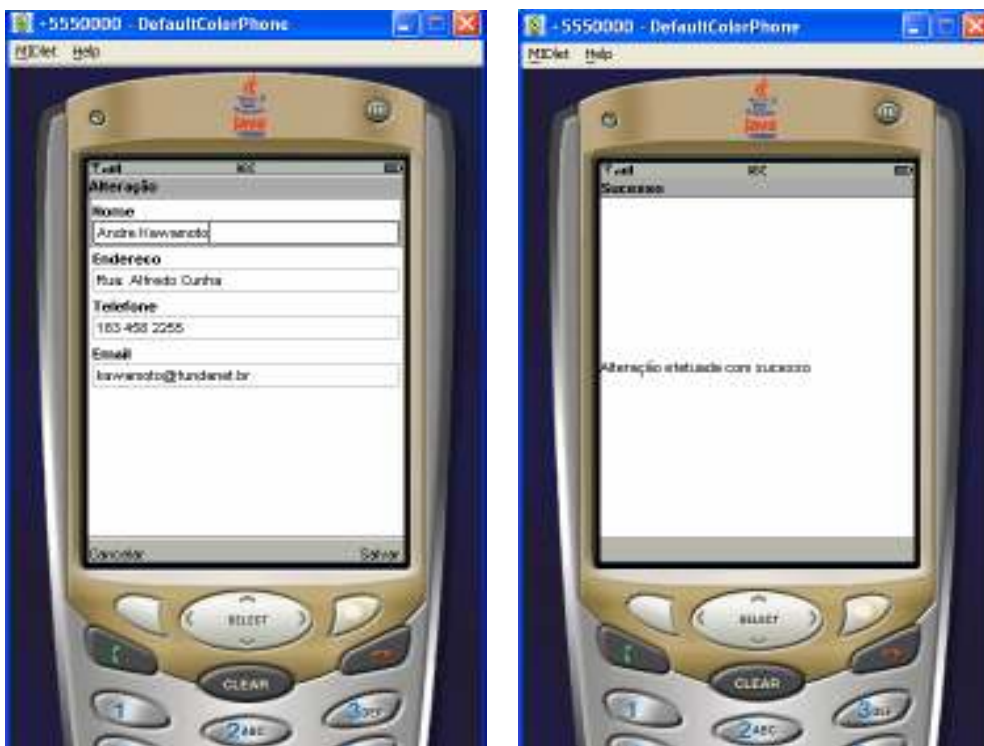 +5550000 - DefaultColorPhone
MIDlet Help
Java
ABC
Alteração
Nome
Andre Kawamoto
Endereco
Rua: Alfredo Cunha
Telefone
183 458 2255
Email
kawamoto@fundanet.br
Cancelar Salvar
SELECT
CLEAR
1
2ABC
3DEF
+5550000 - DefaultColorPhone
MIDlet Help
Java
ABC
Sucesso
Alteração efetuada com sucesso
SELECT
CLEAR
1
2ABC
3DEF